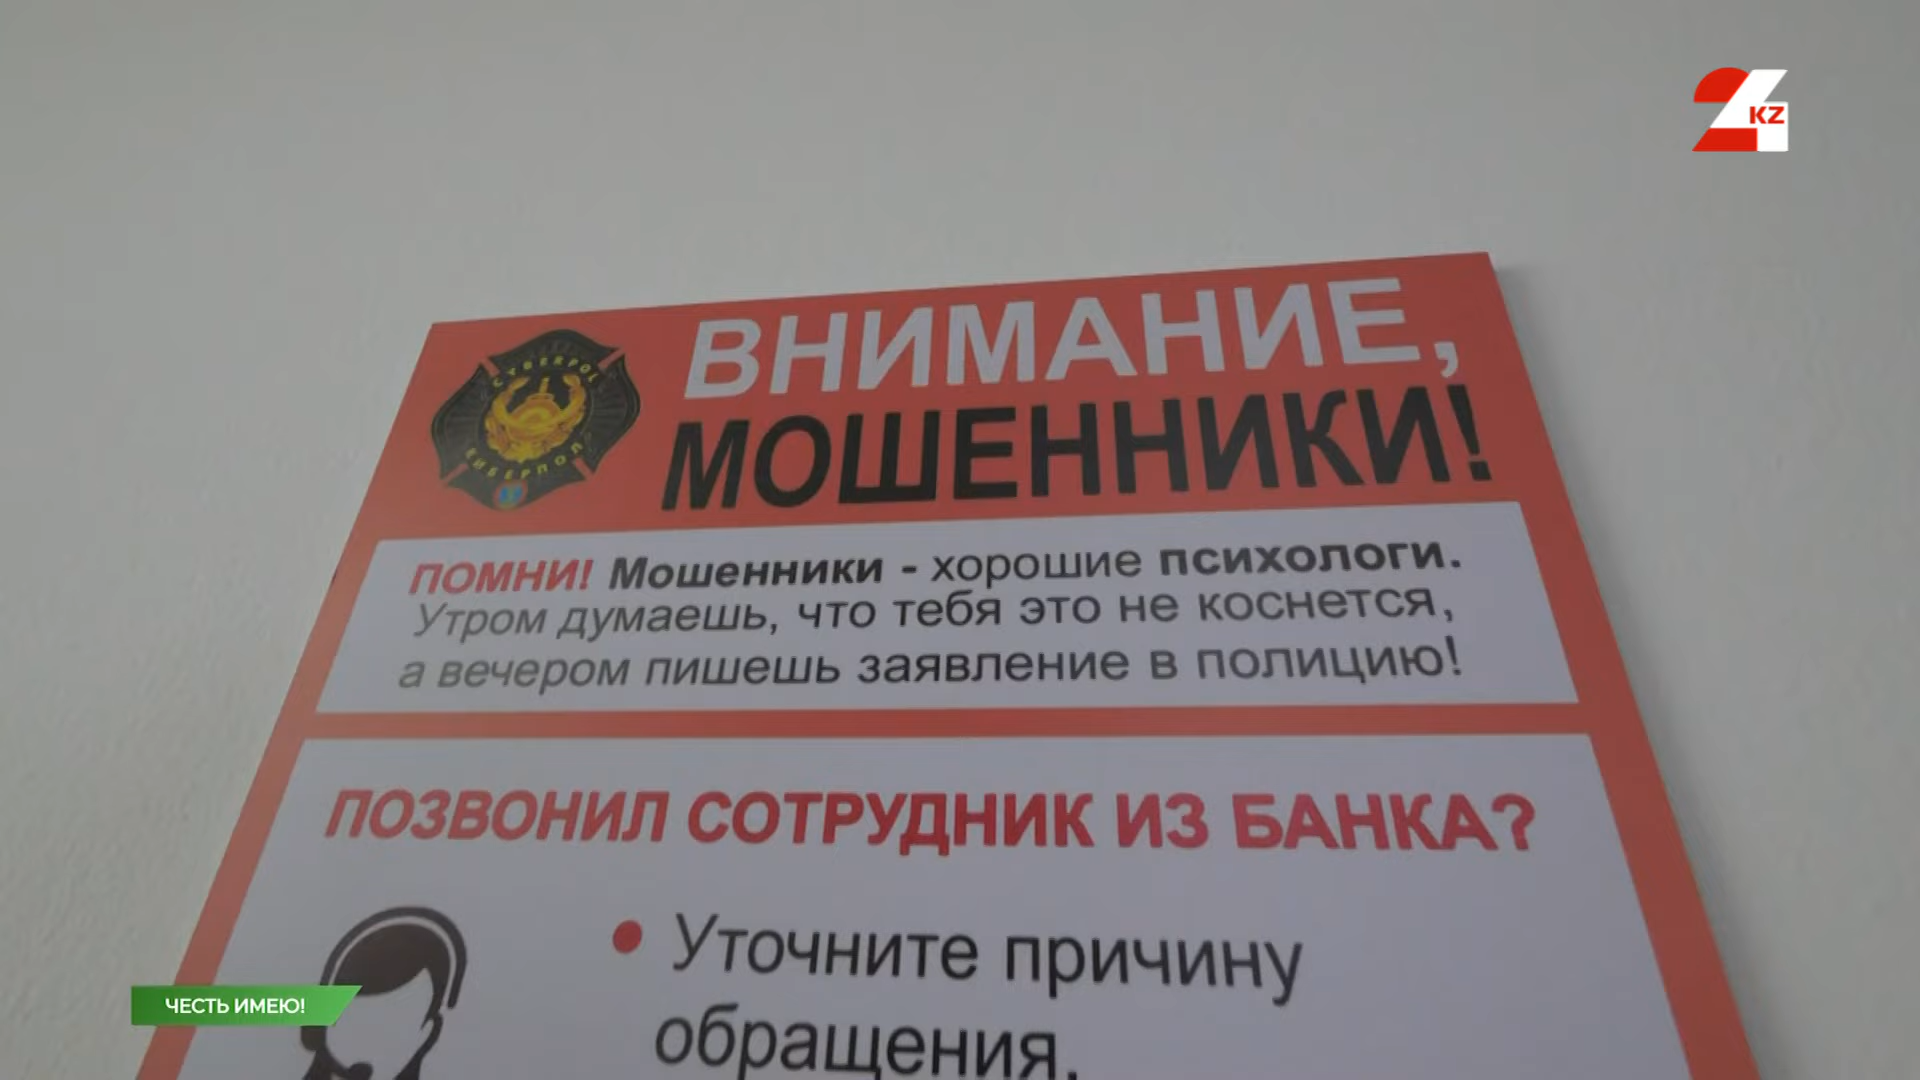 24
KZ
ВНИМАНИЕ,
CYBERPOL
КИБЕРПОЛ
МОШЕННИКИ!
ПОМНИ! Мошенники - хорошие психологи.
Утром думаешь, что тебя это не коснется,
а вечером пишешь заявление в полицию!
ПОЗВОНИЛ СОТРУДНИК ИЗ БАНКА?
• Уточните причину
обращения.
ЧЕСТЬ ИМЕЮ!